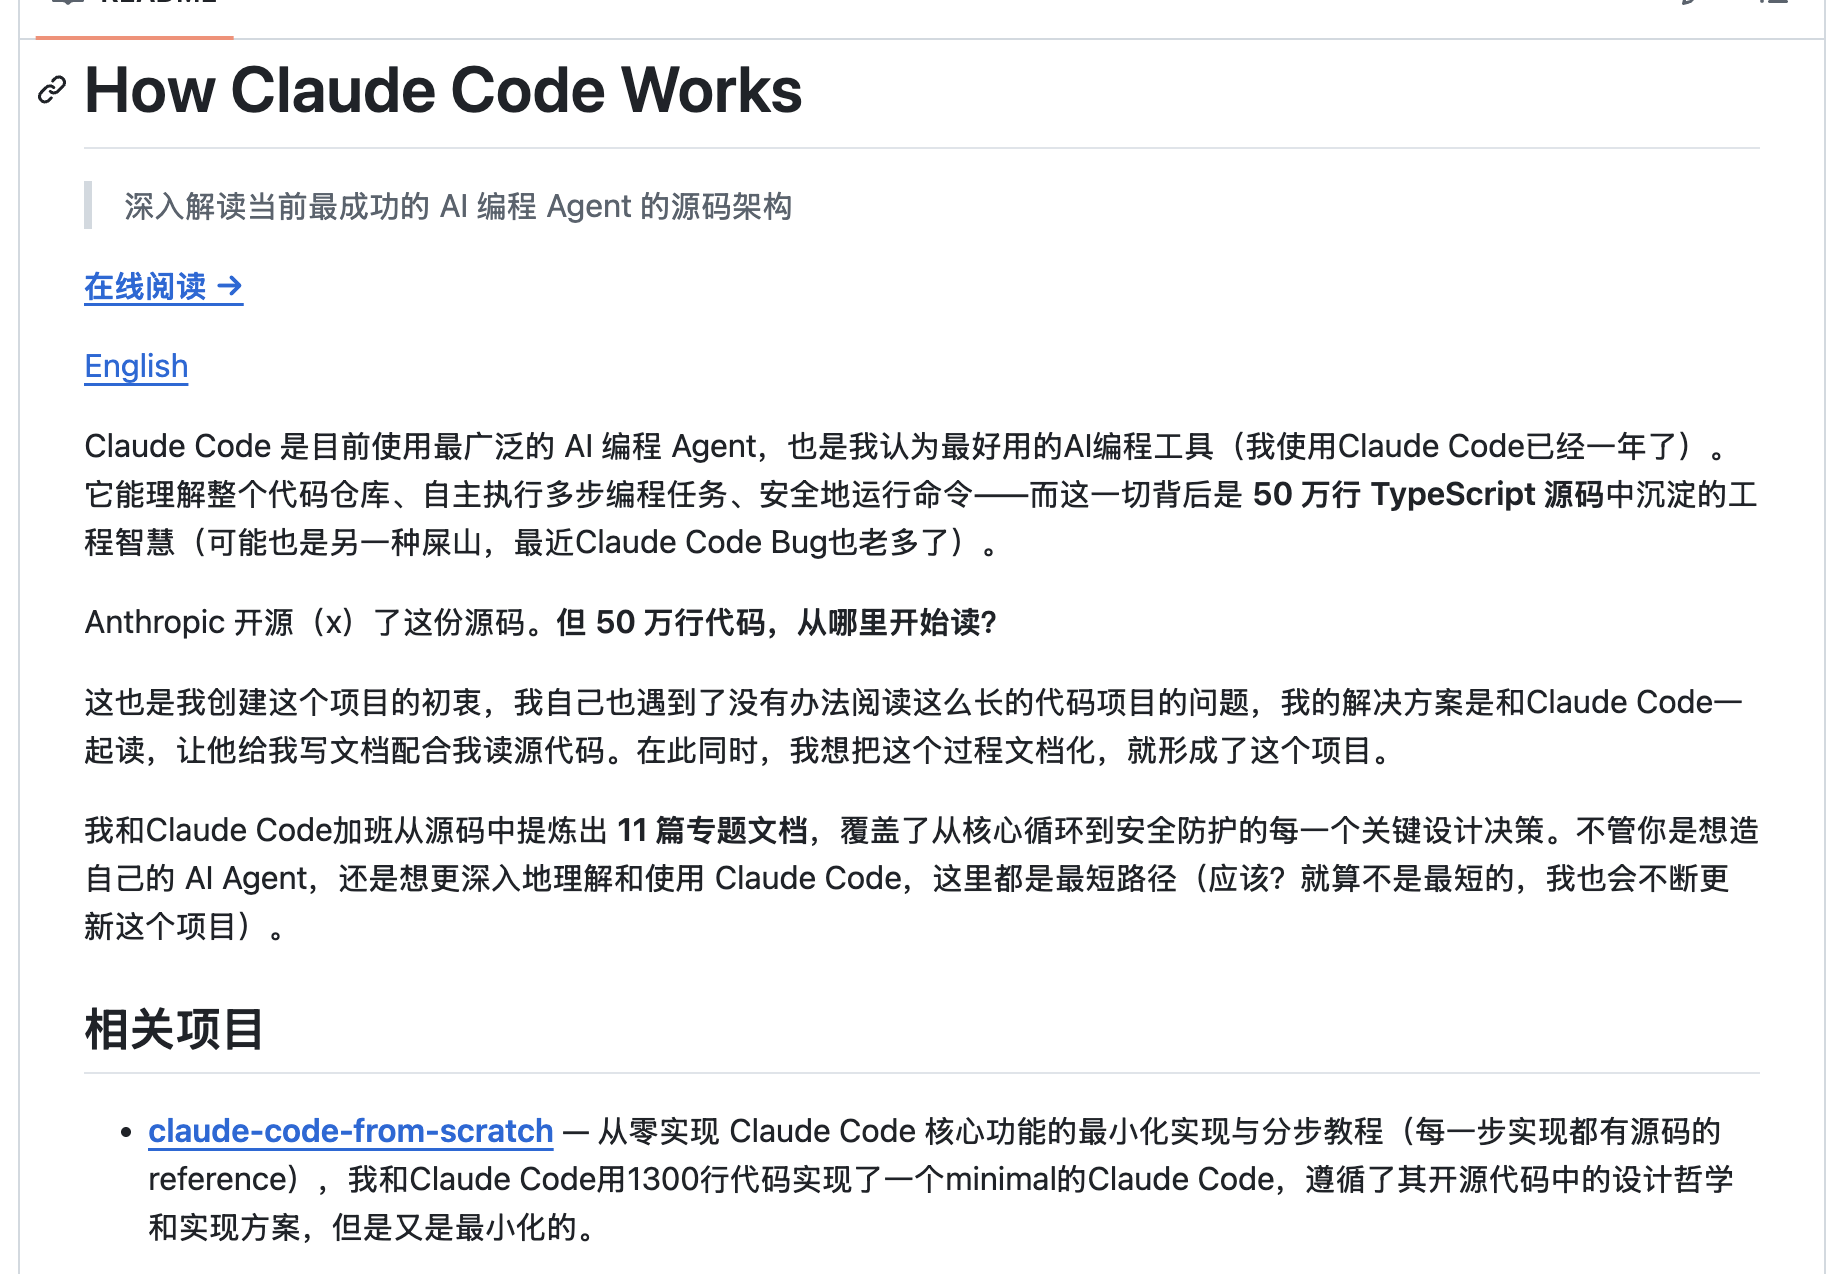 README
How Claude Code Works
深入解读当前最成功的 AI 编程 Agent 的源码架构
在线阅读 →
English
Claude Code 是目前使用最广泛的 AI 编程 Agent，也是我认为最好用的AI编程工具（我使用Claude Code已经一年了）。
它能理解整个代码仓库、自主执行多步编程任务、安全地运行命令——而这一切背后是 50 万行 TypeScript 源码中沉淀的工
程智慧（可能也是另一种屎山，最近Claude Code Bug也老多了）。
Anthropic 开源（x）了这份源码。但 50 万行代码，从哪里开始读?
这也是我创建这个项目的初衷，我自己也遇到了没有办法阅读这么长的代码项目的问题，我的解决方案是和Claude Code一
起读，让他给我写文档配合我读源代码。在此同时，我想把这个过程文档化，就形成了这个项目。
我和Claude Code加班从源码中提炼出 11 篇专题文档，覆盖了从核心循环到安全防护的每一个关键设计决策。不管你是想造
自己的 AI Agent，还是想更深入地理解和使用 Claude Code，这里都是最短路径（应该？就算不是最短的，我也会不断更
新这个项目）。
相关项目
• claude-code-from-scratch — 从零实现 Claude Code 核心功能的最小化实现与分步教程（每一步实现都有源码的
reference），我和Claude Code用1300行代码实现了一个minimal的Claude Code，遵循了其开源代码中的设计哲学
和实现方案，但是又是最小化的。